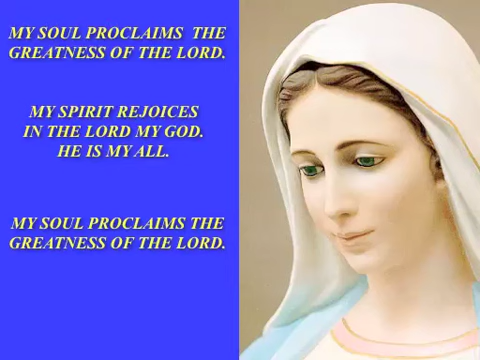 MY SOUL PROCLAIMS THE
GREATNESS OF THE LORD.
MY SPIRIT REJOICES
IN THE LORD MY GOD.
HE IS MY ALL.
MY SOUL PROCLAIMS THE
GREATNESS OF THE LORD.